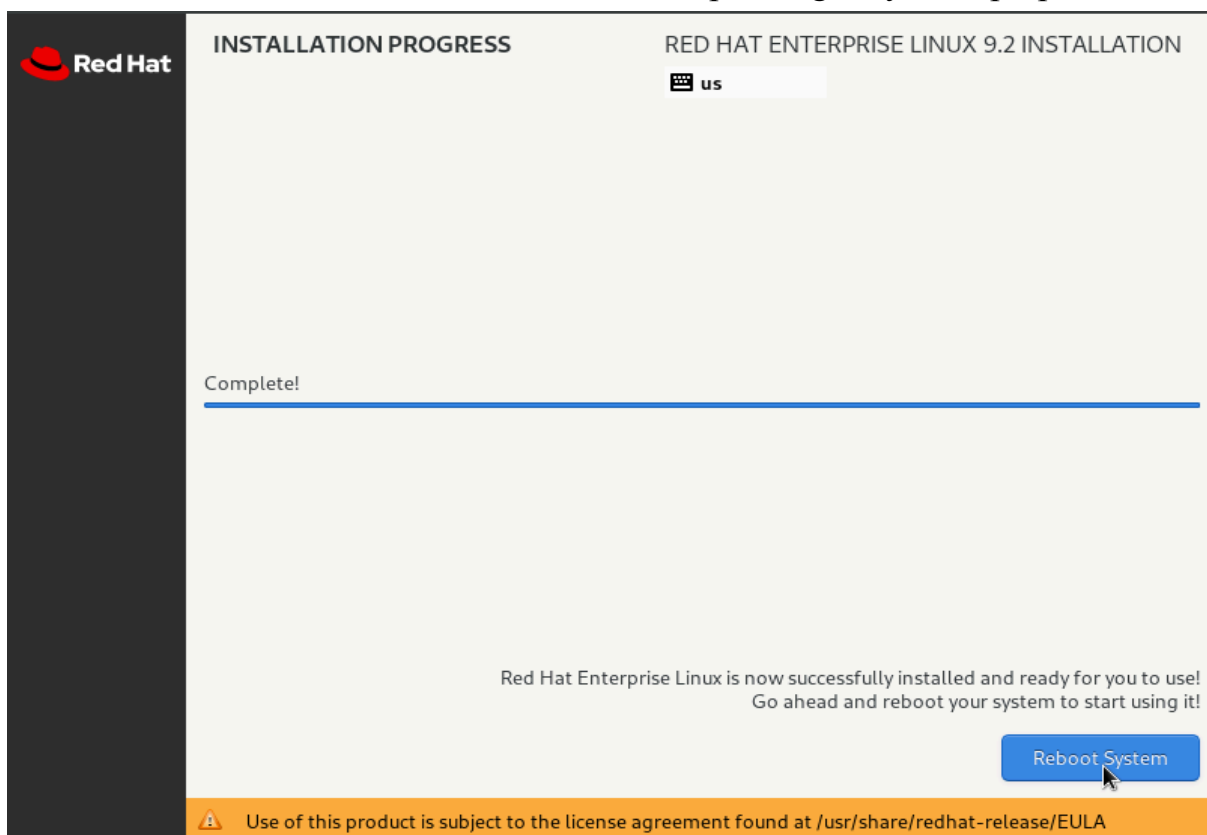 Red Hat
INSTALLATION PROGRESS
RED HAT ENTERPRISE LINUX 9.2 INSTALLATION
us
Complete!
Red Hat Enterprise Linux is now successfully installed and ready for you to use!
Go ahead and reboot your system to start using it!
Reboot System
Use of this product is subject to the license agreement found at /usr/share/redhat-release/EULA